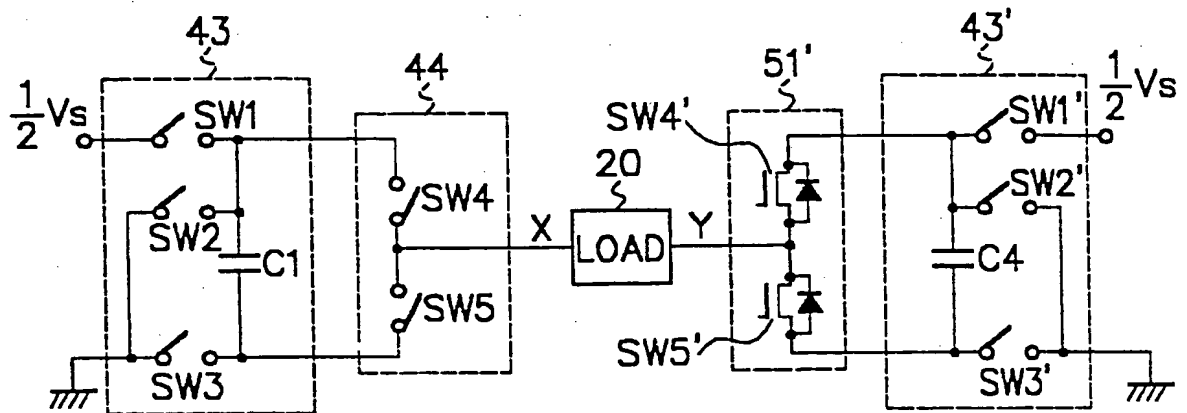 43
44
51'
43'
1/2 Vs
SW1
SW2
C1
SW3
SW4
SW5
X
20
LOAD
Y
SW4'
SW5'
SW1'
1/2 Vs
SW2'
C4
SW3'